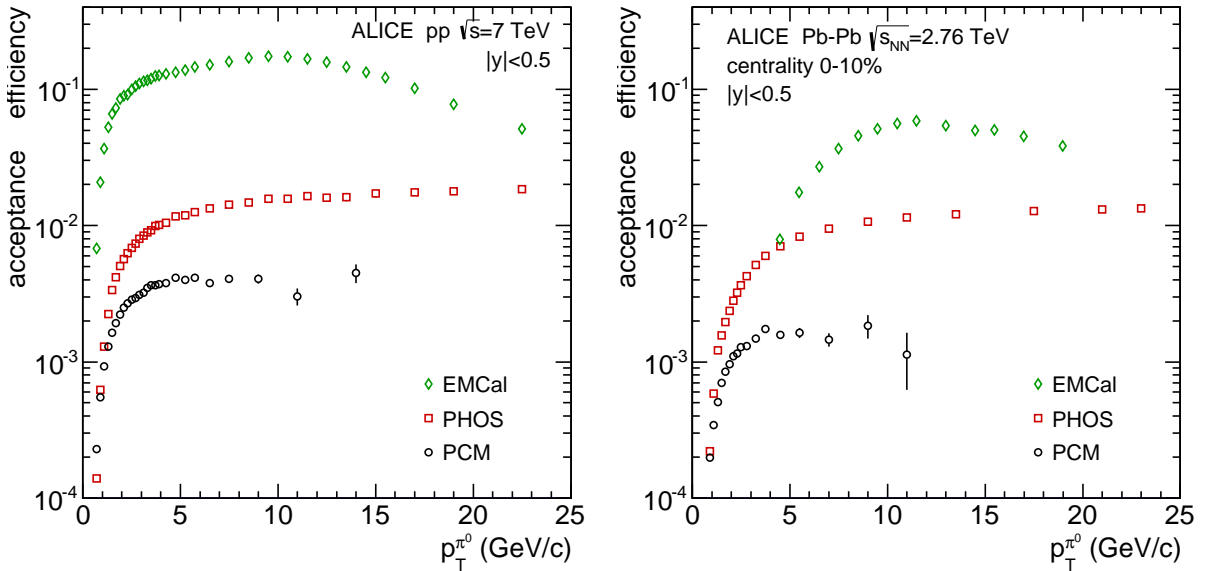 acceptance efficiency
10⁻¹
10⁻²
10⁻³
10⁻⁴
ALICE pp √s=7 TeV
|y|<0.5
EMCal
PHOS
PCM
0 5 10 15 20 25
p_T^π⁰ (GeV/c)
acceptance efficiency
10⁻¹
10⁻²
10⁻³
10⁻⁴
ALICE Pb-Pb √s_NN=2.76 TeV
centrality 0-10%
|y|<0.5
EMCal
PHOS
PCM
0 5 10 15 20 25
p_T^π⁰ (GeV/c)